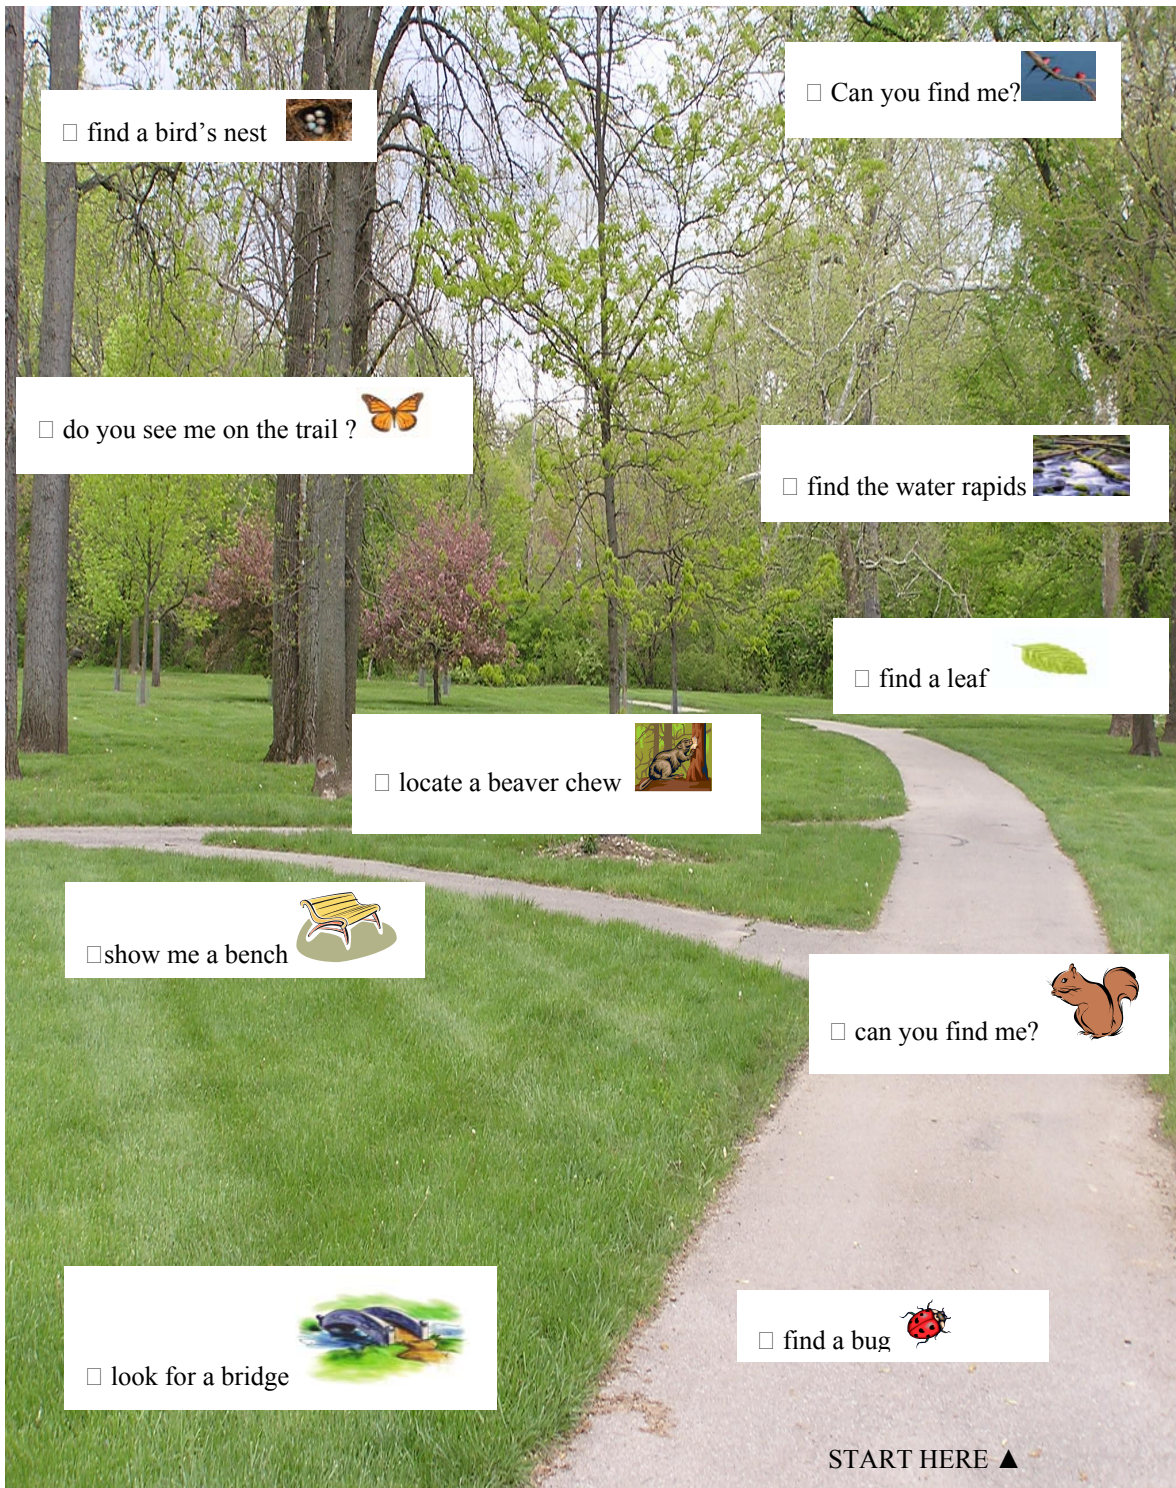 ☐ Can you find me?
☐ find a bird's nest
☐ do you see me on the trail ?
☐ find the water rapids
☐ find a leaf
☐ locate a beaver chew
☐show me a bench
☐ can you find me?
☐ look for a bridge
☐ find a bug
START HERE ▲